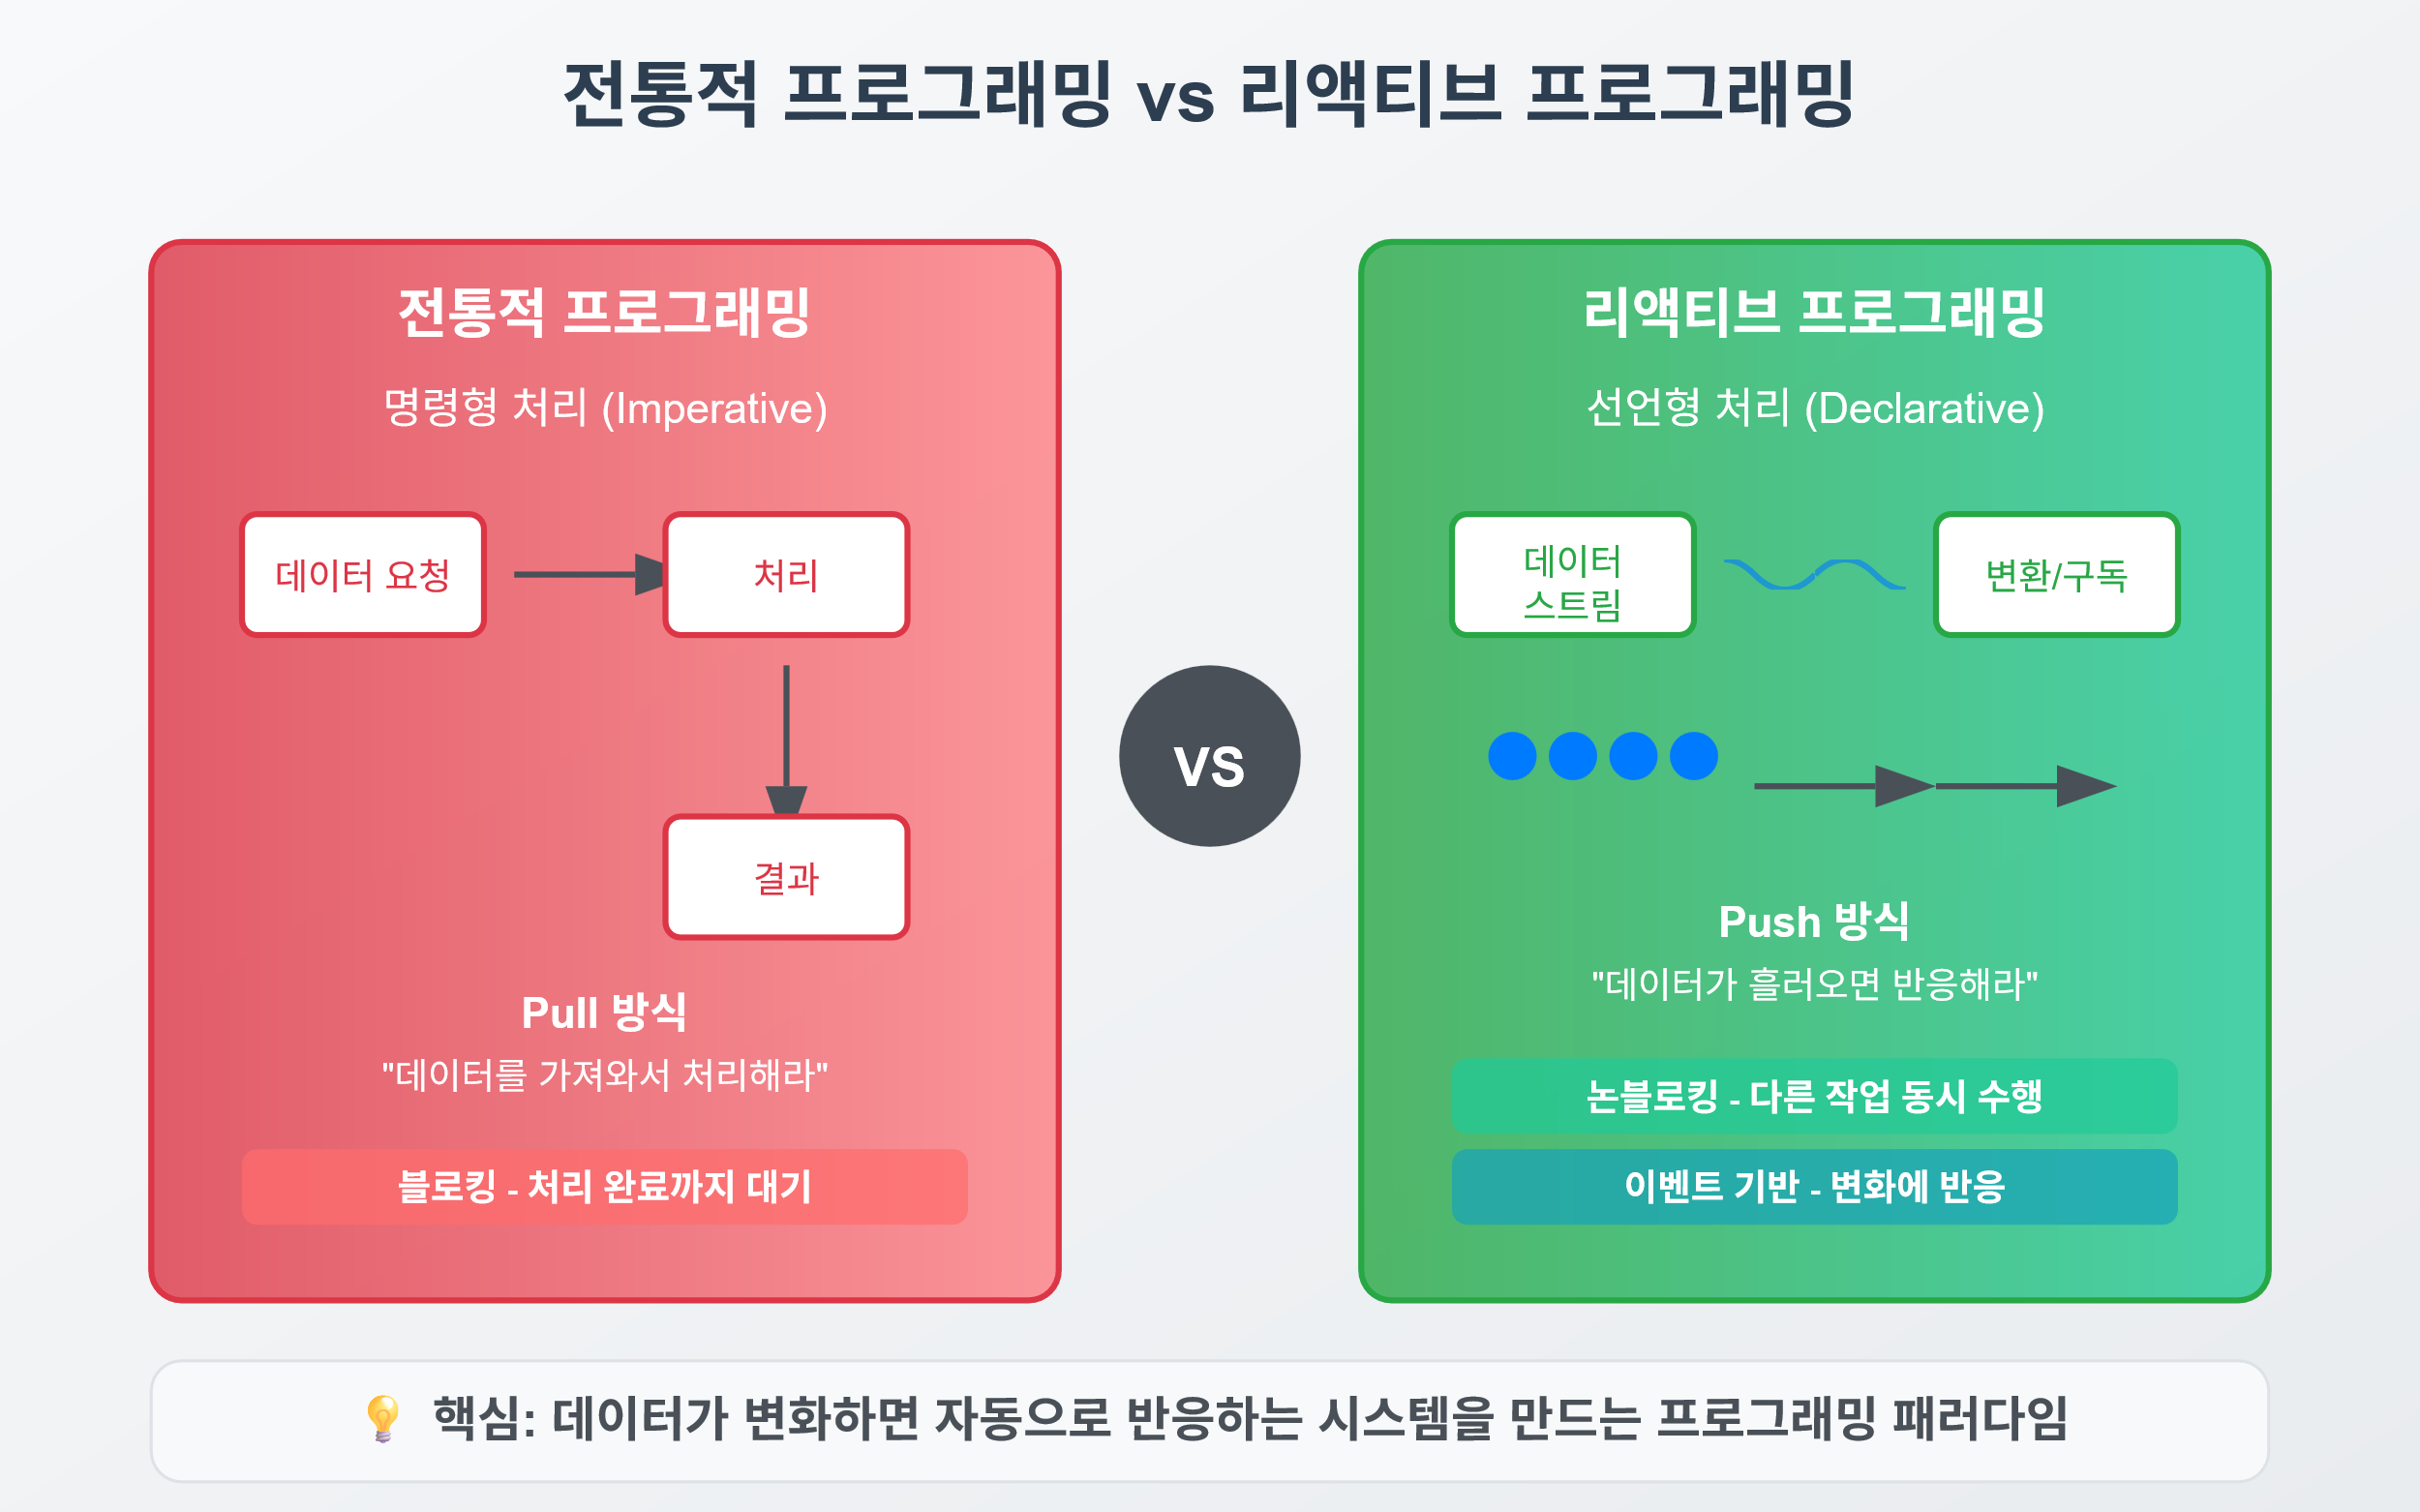 전통적 프로그래밍 vs 리액티브 프로그래밍
전통적 프로그래밍
명령형 처리 (Imperative)
데이터 요청
처리
결과
Pull 방식
"데이터를 가져와서 처리해라"
블로킹 - 처리 완료까지 대기
VS
리액티브 프로그래밍
선언형 처리 (Declarative)
데이터
스트림
변환/구독
Push 방식
"데이터가 흘러오면 반응해라"
논블로킹 - 다른 작업 동시 수행
이벤트 기반 - 변화에 반응
💡 핵심: 데이터가 변화하면 자동으로 반응하는 시스템을 만드는 프로그래밍 패러다임